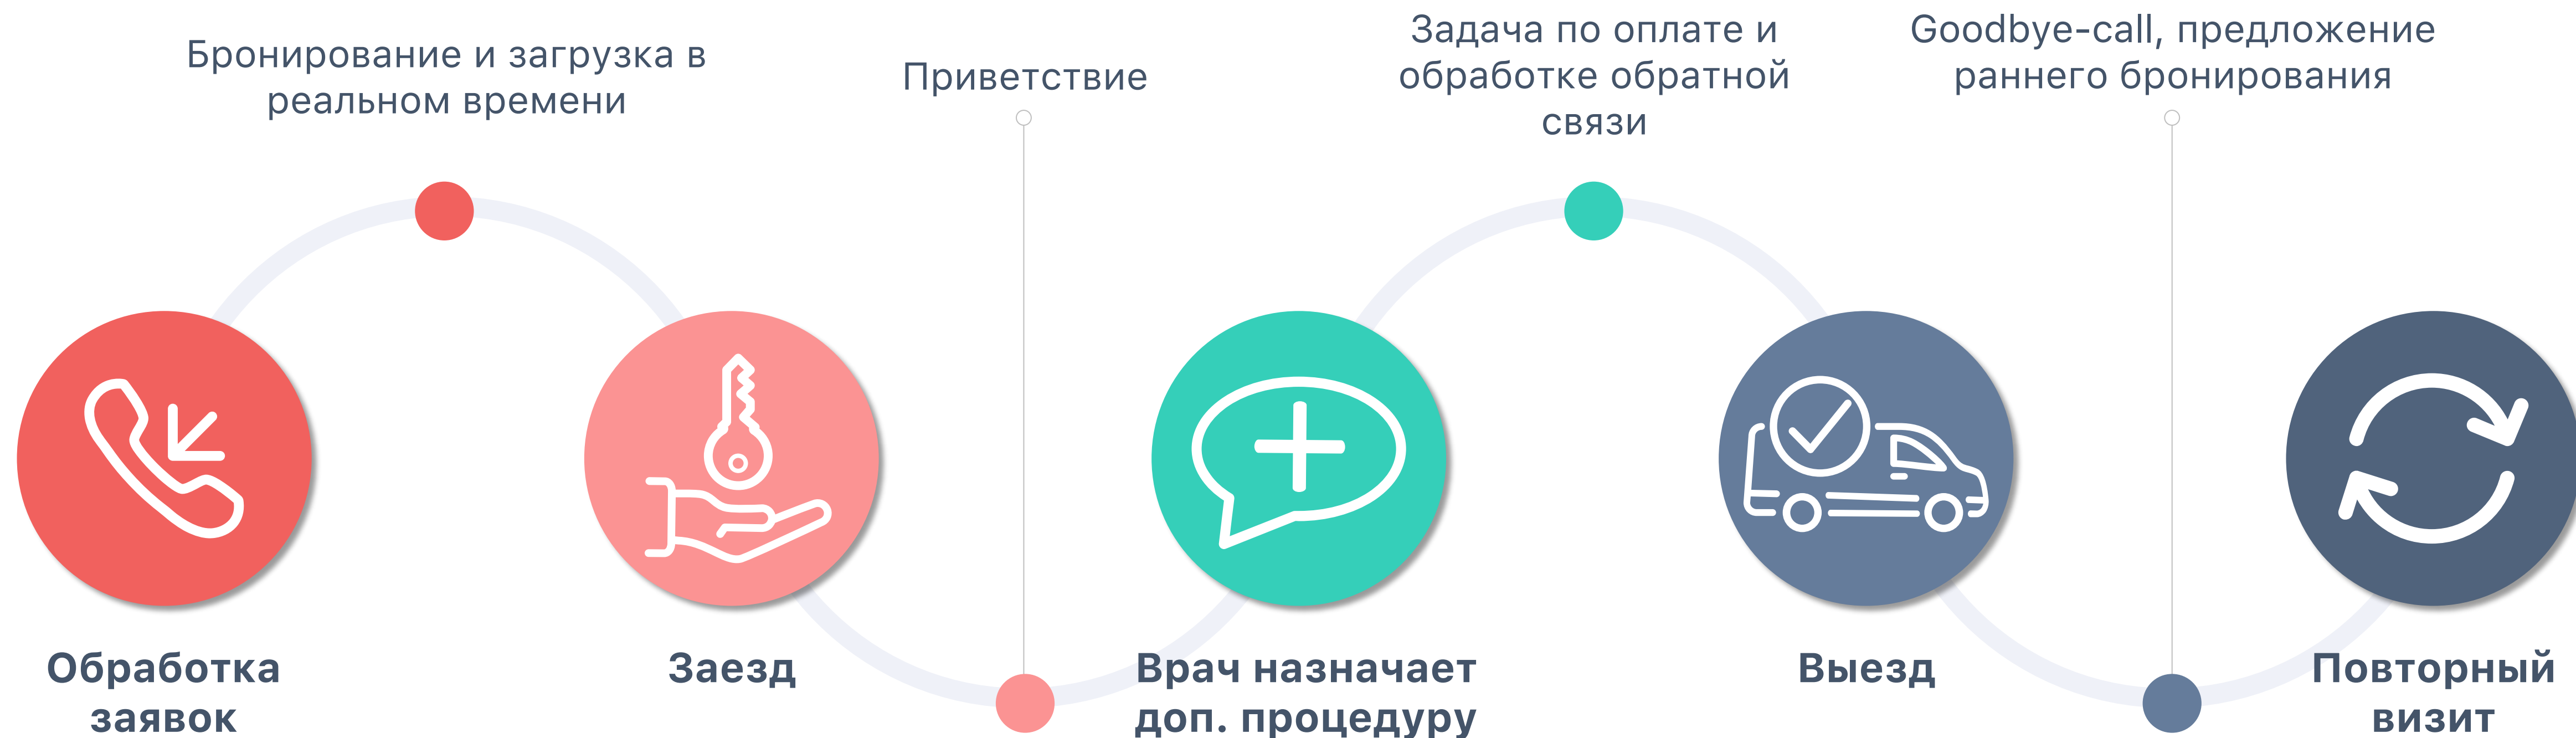 Бронирование и загрузка в
реальном времени
Приветствие
Задача по оплате и
обработке обратной
связи
Goodbye-call, предложение
раннего бронирования
Обработка
заявок
Заезд
Врач назначает
доп. процедуру
Выезд
Повторный
визит